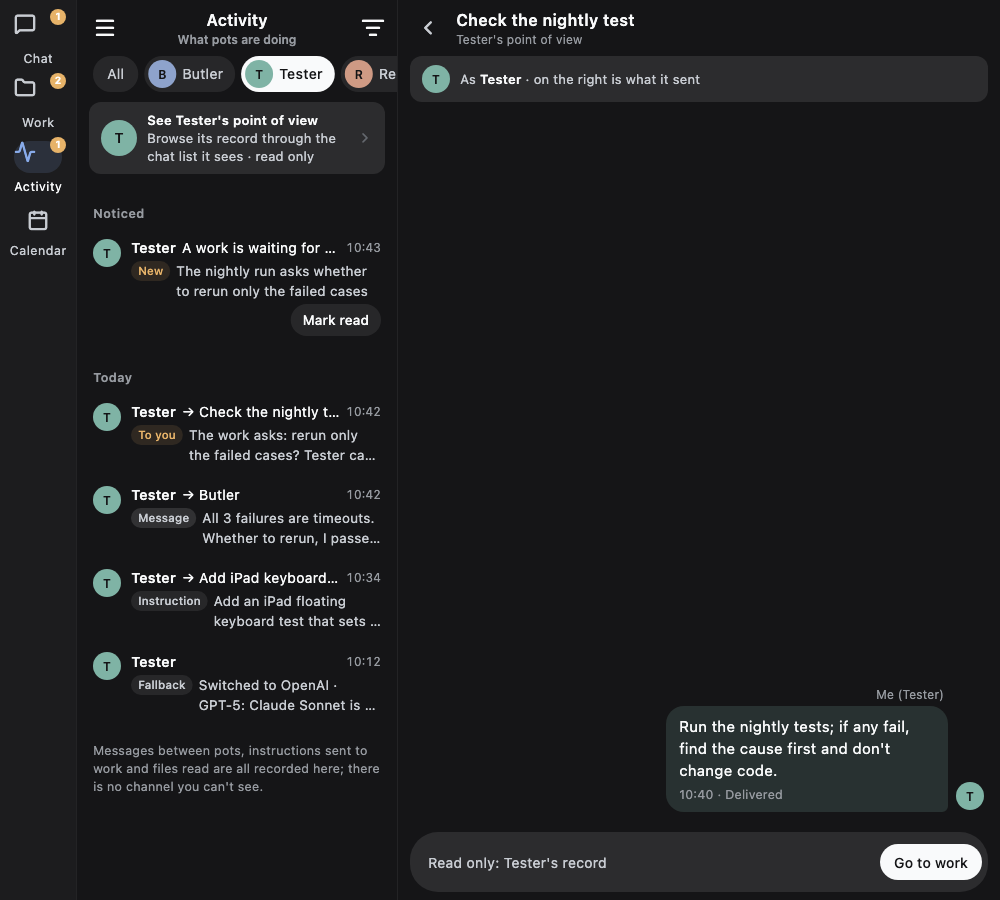 1
Chat
2
Work
1
Activity
Calendar
Activity
What pots are doing
All
B Butler
T Tester
R Re
T
See Tester's point of view
Browse its record through the
chat list it sees · read only
Noticed
T
Tester A work is waiting for ... 10:43
New The nightly run asks whether
to rerun only the failed cases
Mark read
Today
T
Tester → Check the nightly t... 10:42
To you The work asks: rerun only
the failed cases? Tester ca...
T
Tester → Butler 10:42
Message All 3 failures are timeouts.
Whether to rerun, I passe...
T
Tester → Add iPad keyboard... 10:34
Instruction Add an iPad floating
keyboard test that sets ...
T
Tester 10:12
Fallback Switched to OpenAI ·
GPT-5: Claude Sonnet is ...
Messages between pots, instructions sent to
work and files read are all recorded here; there
is no channel you can't see.
Check the nightly test
Tester's point of view
T As Tester · on the right is what it sent
Me (Tester)
Run the nightly tests; if any fail,
find the cause first and don't
change code.
10:40 · Delivered
T
Read only: Tester's record
Go to work